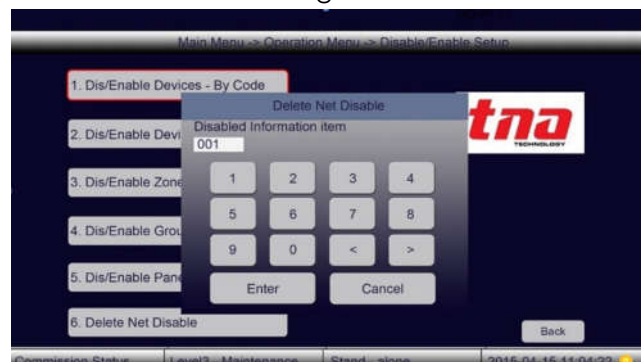 Main Menu -> Operation Menu -> Disable/Enable Setup
1. Dis/Enable Devices - By Code
Delete Net Disable
2. Dis/Enable Devi
Disabled Information item
001
tna
TECHNOLOGY
3. Dis/Enable Zone
1 2 3 4
5 6 7 8
4. Dis/Enable Grou
9 0 < >
5. Dis/Enable Pane
Enter Cancel
6. Delete Net Disable
Back
Commission Status Level3 - Maintenance Stand - alone 2015-04-15 11:04:22